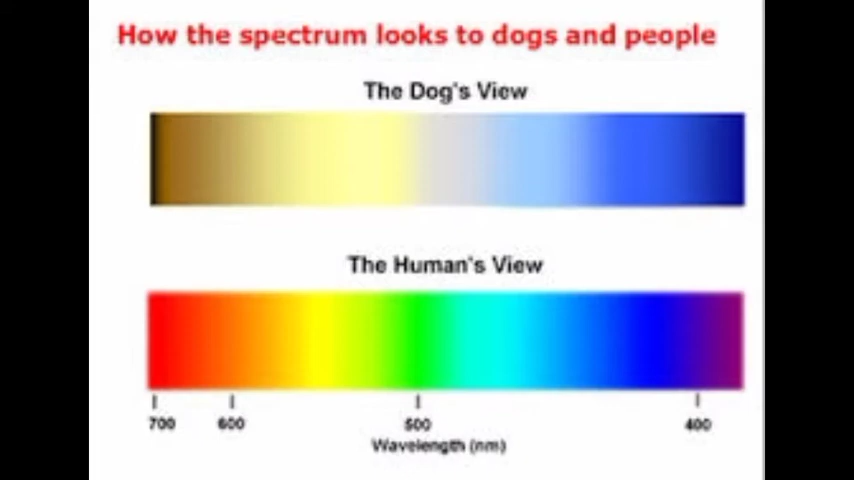 How the spectrum looks to dogs and people
The Dog's View
The Human's View
700 600 500 400
Wavelength (nm)